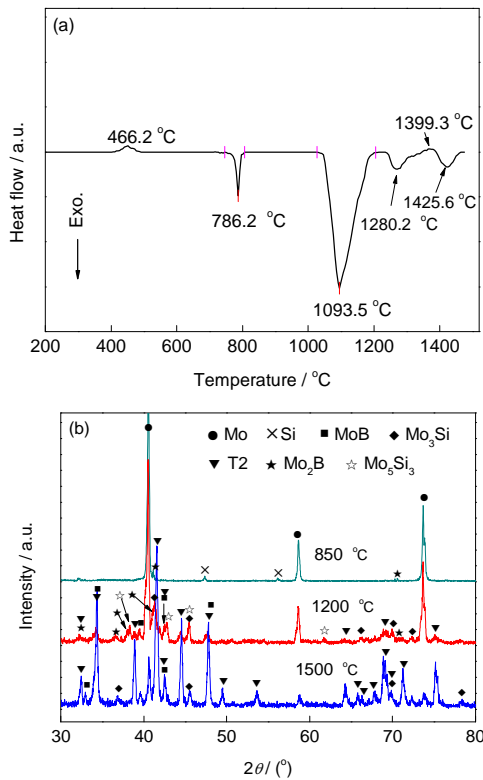 (a)
1399.3 °C
466.2 °C
Heat flow / a.u.
Exo.
786.2 °C
1280.2 °C
1425.6 °C
1093.5 °C
200 400 600 800 1000 1200 1400
Temperature / °C
(b)
● Mo × Si ■ MoB ◆ Mo₃Si
▼ T2 ★ Mo₂B ☆ Mo₅Si₃
850 °C
Intensity / a.u.
1200 °C
1500 °C
30 40 50 60 70 80
2θ / (°)